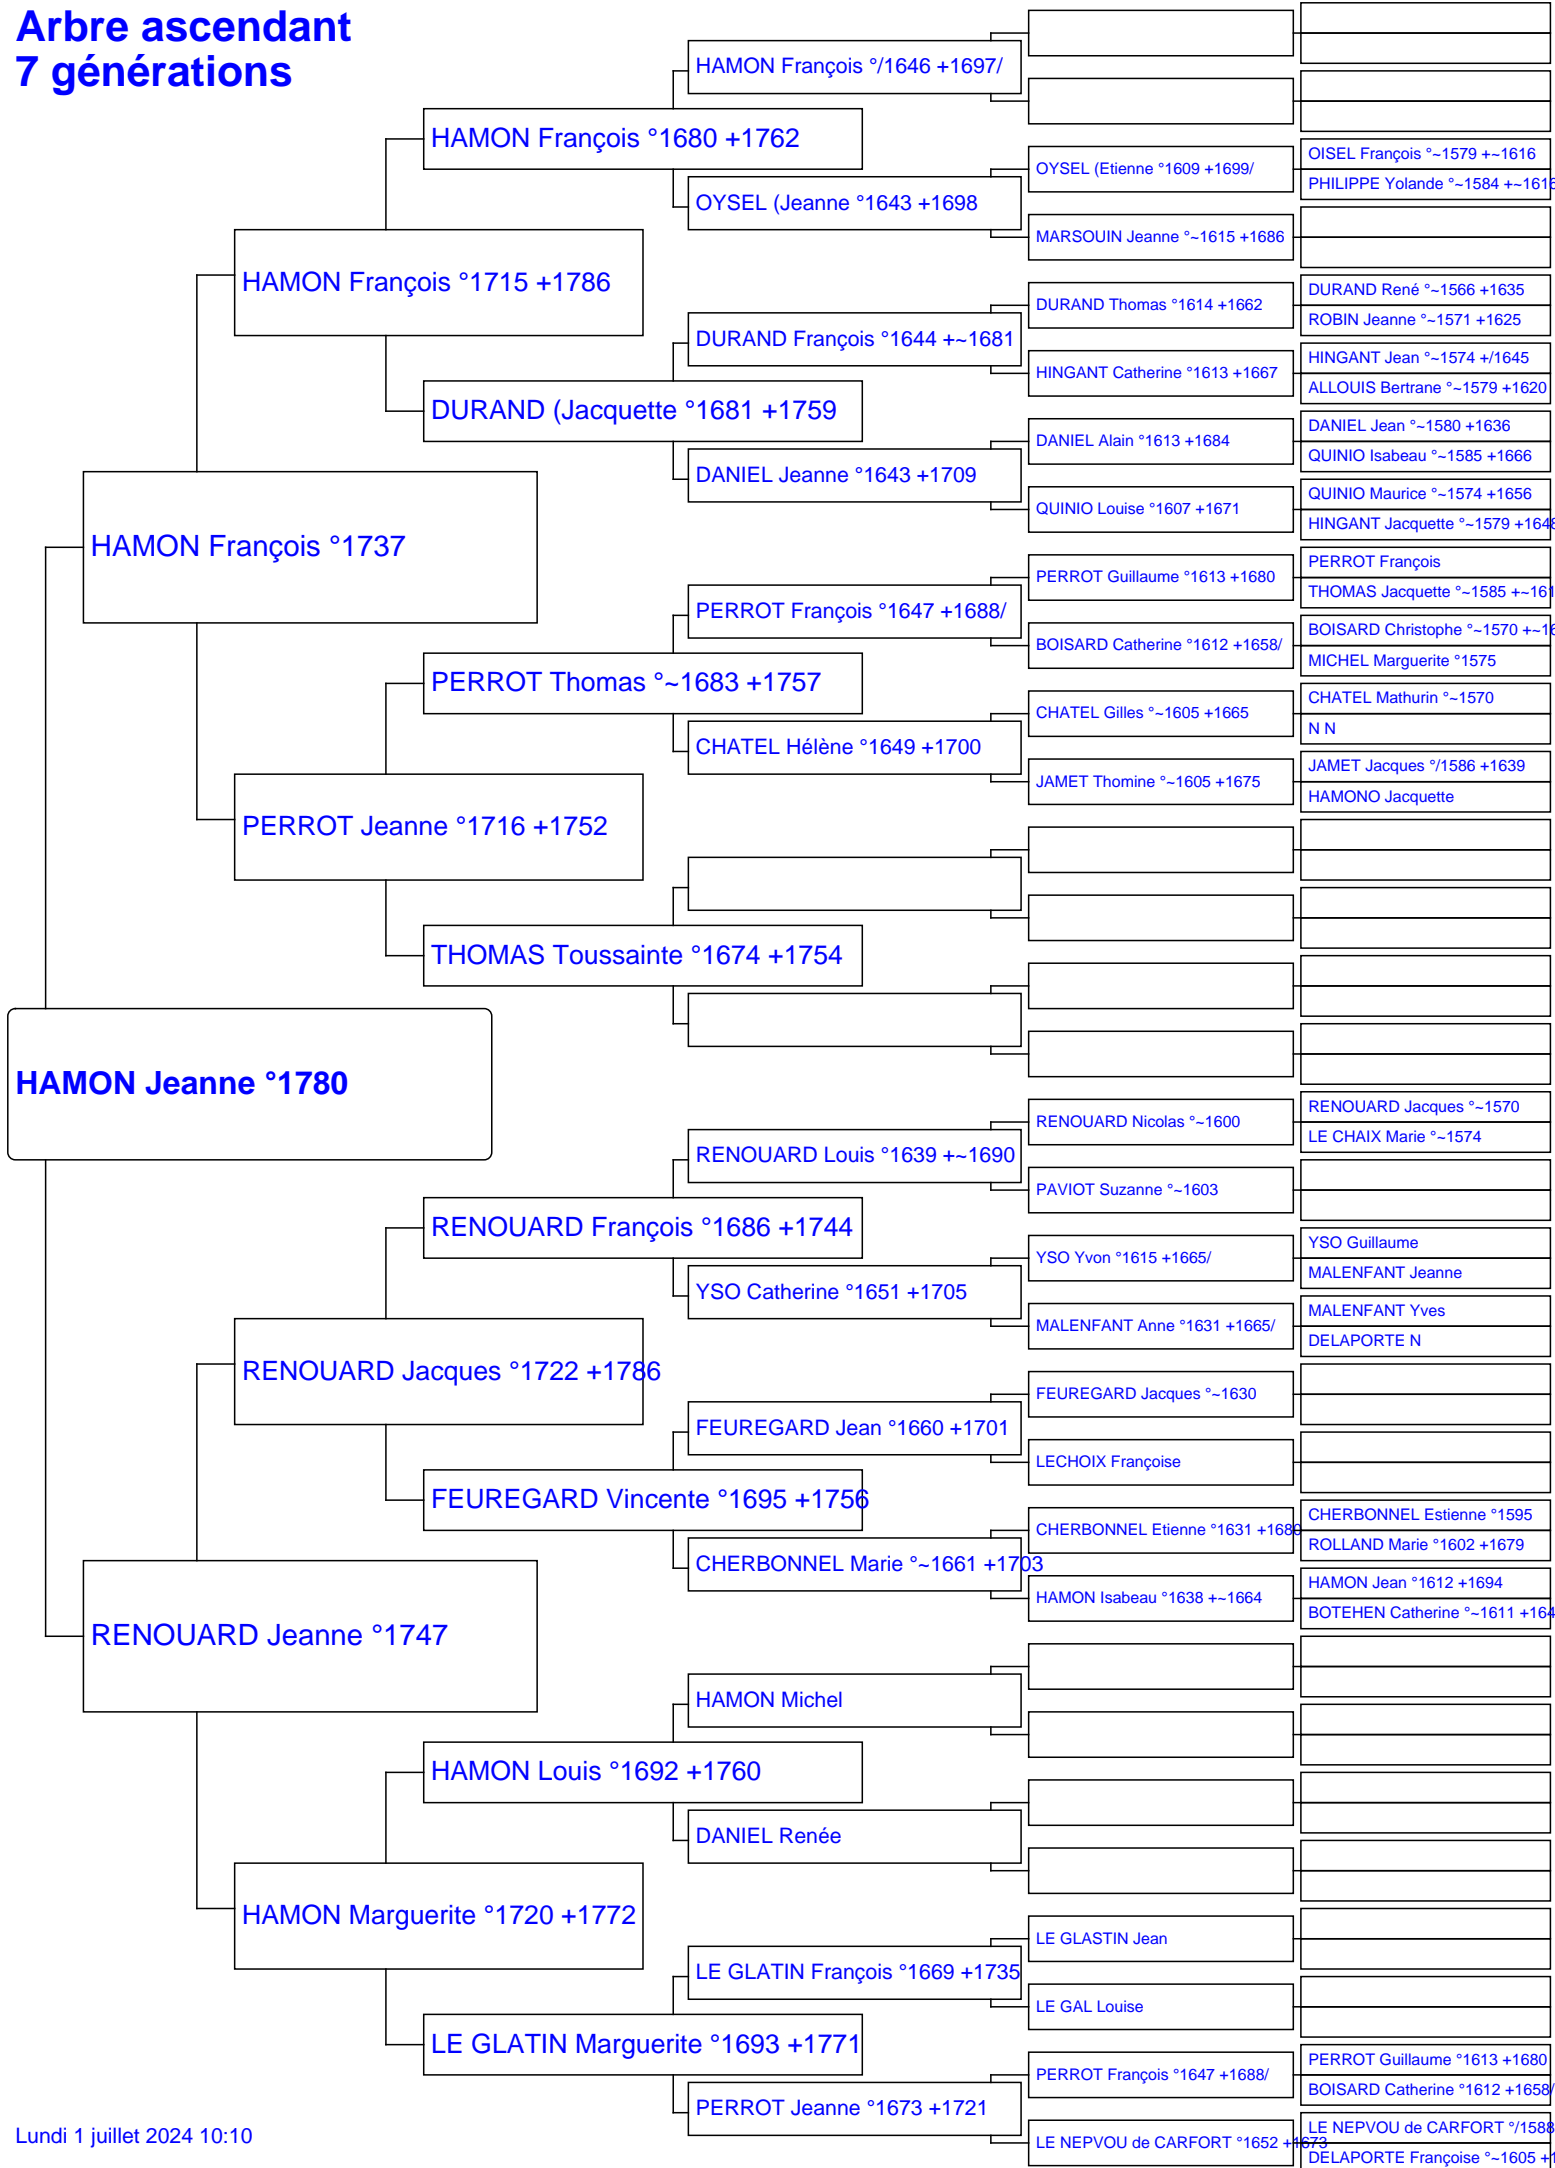 Arbre ascendant
7 générations
HAMON Jeanne °1780
HAMON François °1737
RENOUARD Jeanne °1747
HAMON François °1715 +1786
PERROT Jeanne °1716 +1752
RENOUARD Jacques °1722 +1786
HAMON Marguerite °1720 +1772
HAMON François °1680 +1762
DURAND (Jacquette °1681 +1759
PERROT Thomas °~1683 +1757
THOMAS Toussainte °1674 +1754
RENOUARD François °1686 +1744
FEUREGARD Vincente °1695 +1756
HAMON Louis °1692 +1760
LE GLATIN Marguerite °1693 +1771
HAMON François °/1646 +1697/
OYSEL (Jeanne °1643 +1698
DURAND François °1644 +~1681
DANIEL Jeanne °1643 +1709
PERROT François °1647 +1688/
CHATEL Hélène °1649 +1700
RENOUARD Louis °1639 +~1690
YSO Catherine °1651 +1705
FEUREGARD Jean °1660 +1701
CHERBONNEL Marie °~1661 +1703
HAMON Michel
DANIEL Renée
LE GLATIN François °1669 +1735
PERROT Jeanne °1673 +1721
OYSEL (Etienne °1609 +1699/
MARSOUIN Jeanne °~1615 +1686
DURAND Thomas °1614 +1662
HINGANT Catherine °1613 +1667
DANIEL Alain °1613 +1684
QUINIO Louise °1607 +1671
PERROT Guillaume °1613 +1680
BOISARD Catherine °1612 +1658/
CHATEL Gilles °~1605 +1665
JAMET Thomine °~1605 +1675
RENOUARD Nicolas °~1600
PAVIOT Suzanne °~1603
YSO Yvon °1615 +1665/
MALENFANT Anne °1631 +1665/
FEUREGARD Jacques °~1630
LECHOIX Françoise
CHERBONNEL Etienne °1631 +1680
HAMON Isabeau °1638 +~1664
LE GLASTIN Jean
LE GAL Louise
PERROT François °1647 +1688/
LE NEPVOU de CARFORT °1652 +1673
OISEL François °~1579 +~1616
PHILIPPE Yolande °~1584 +~1616
DURAND René °~1566 +1635
ROBIN Jeanne °~1571 +1625
HINGANT Jean °~1574 +/1645
ALLOUIS Bertrane °~1579 +1620
DANIEL Jean °~1580 +1636
QUINIO Isabeau °~1585 +1666
QUINIO Maurice °~1574 +1656
HINGANT Jacquette °~1579 +1648
PERROT François
THOMAS Jacquette °~1585 +~161
BOISARD Christophe °~1570 +~16
MICHEL Marguerite °1575
CHATEL Mathurin °~1570
N N
JAMET Jacques °/1586 +1639
HAMONO Jacquette
RENOUARD Jacques °~1570
LE CHAIX Marie °~1574
YSO Guillaume
MALENFANT Jeanne
MALENFANT Yves
DELAPORTE N
CHERBONNEL Estienne °1595
ROLLAND Marie °1602 +1679
HAMON Jean °1612 +1694
BOTEHEN Catherine °~1611 +164
PERROT Guillaume °1613 +1680
BOISARD Catherine °1612 +1658/
LE NEPVOU de CARFORT °/1588
DELAPORTE Françoise °~1605 +1
Lundi 1 juillet 2024 10:10